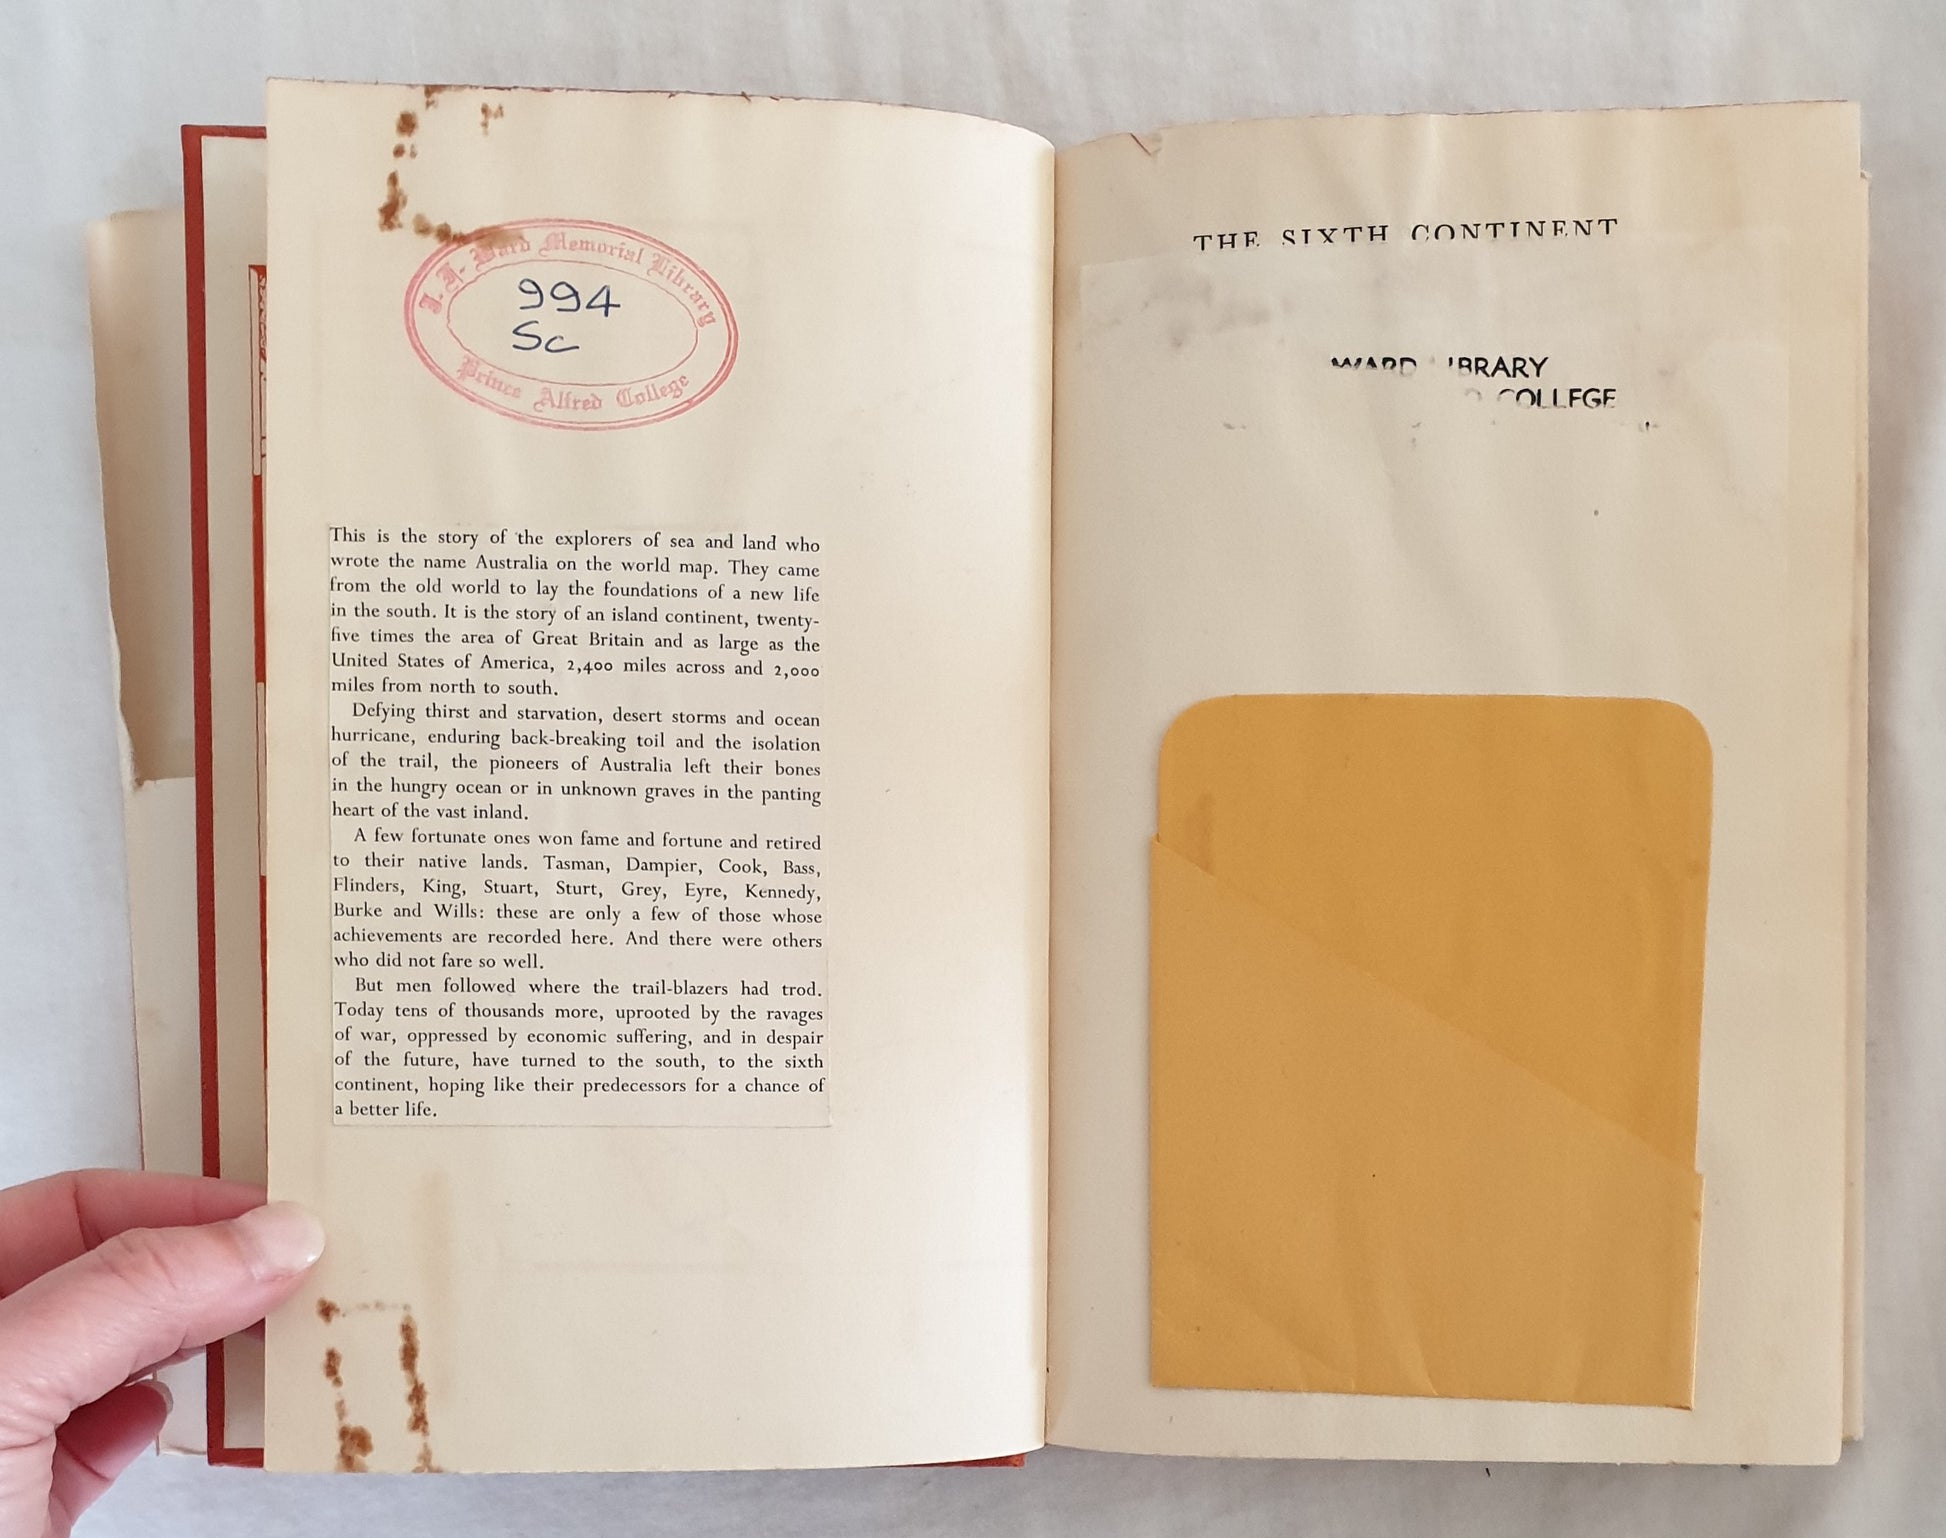 J. J. Ward Memorial Library
994
Sc
Prince Alfred College
This is the story of the explorers of sea and land who
wrote the name Australia on the world map. They came
from the old world to lay the foundations of a new life
in the south. It is the story of an island continent, twenty-
five times the area of Great Britain and as large as the
United States of America, 2,400 miles across and 2,000
miles from north to south.
Defying thirst and starvation, desert storms and ocean
hurricane, enduring back-breaking toil and the isolation
of the trail, the pioneers of Australia left their bones
in the hungry ocean or in unknown graves in the panting
heart of the vast inland.
A few fortunate ones won fame and fortune and retired
to their native lands. Tasman, Dampier, Cook, Bass,
Flinders, King, Stuart, Sturt, Grey, Eyre, Kennedy,
Burke and Wills: these are only a few of those whose
achievements are recorded here. And there were others
who did not fare so well.
But men followed where the trail-blazers had trod.
Today tens of thousands more, uprooted by the ravages
of war, oppressed by economic suffering, and in despair
of the future, have turned to the south, to the sixth
continent, hoping like their predecessors for a chance of
a better life.
THE SIXTH CONTINENT
WARD LIBRARY
COLLEGE